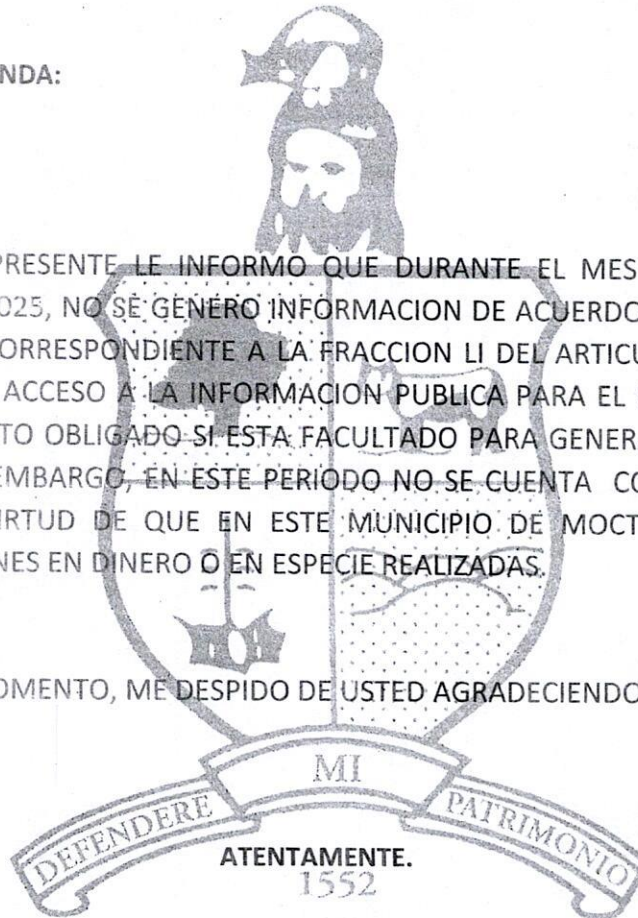 NDA:
PRESENTE LE INFORMO QUE DURANTE EL MES
025, NO SE GENERO INFORMACION DE ACUERDO
ORRESPONDIENTE A LA FRACCION LI DEL ARTICU
ACCESO A LA INFORMACION PUBLICA PARA EL
TO OBLIGADO SI ESTA FACULTADO PARA GENER
EMBARGO, EN ESTE PERIODO NO SE CUENTA CO
IRTUD DE QUE EN ESTE MUNICIPIO DE MOCT
NES EN DINERO O EN ESPECIE REALIZADAS.
OMENTO, ME DESPIDO DE USTED AGRADECIENDO
MI
DEFENDERE PATRIMONIO
ATENTAMENTE.
1552